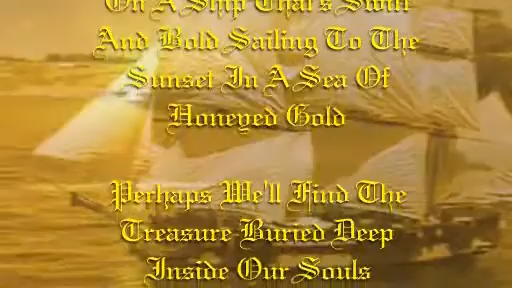 On A Ship That's Swift
And Bold Sailing To The
Sunset In A Sea Of
Honeyed Gold
Perhaps We'll Find The
Treasure Buried Deep
Inside Our Souls